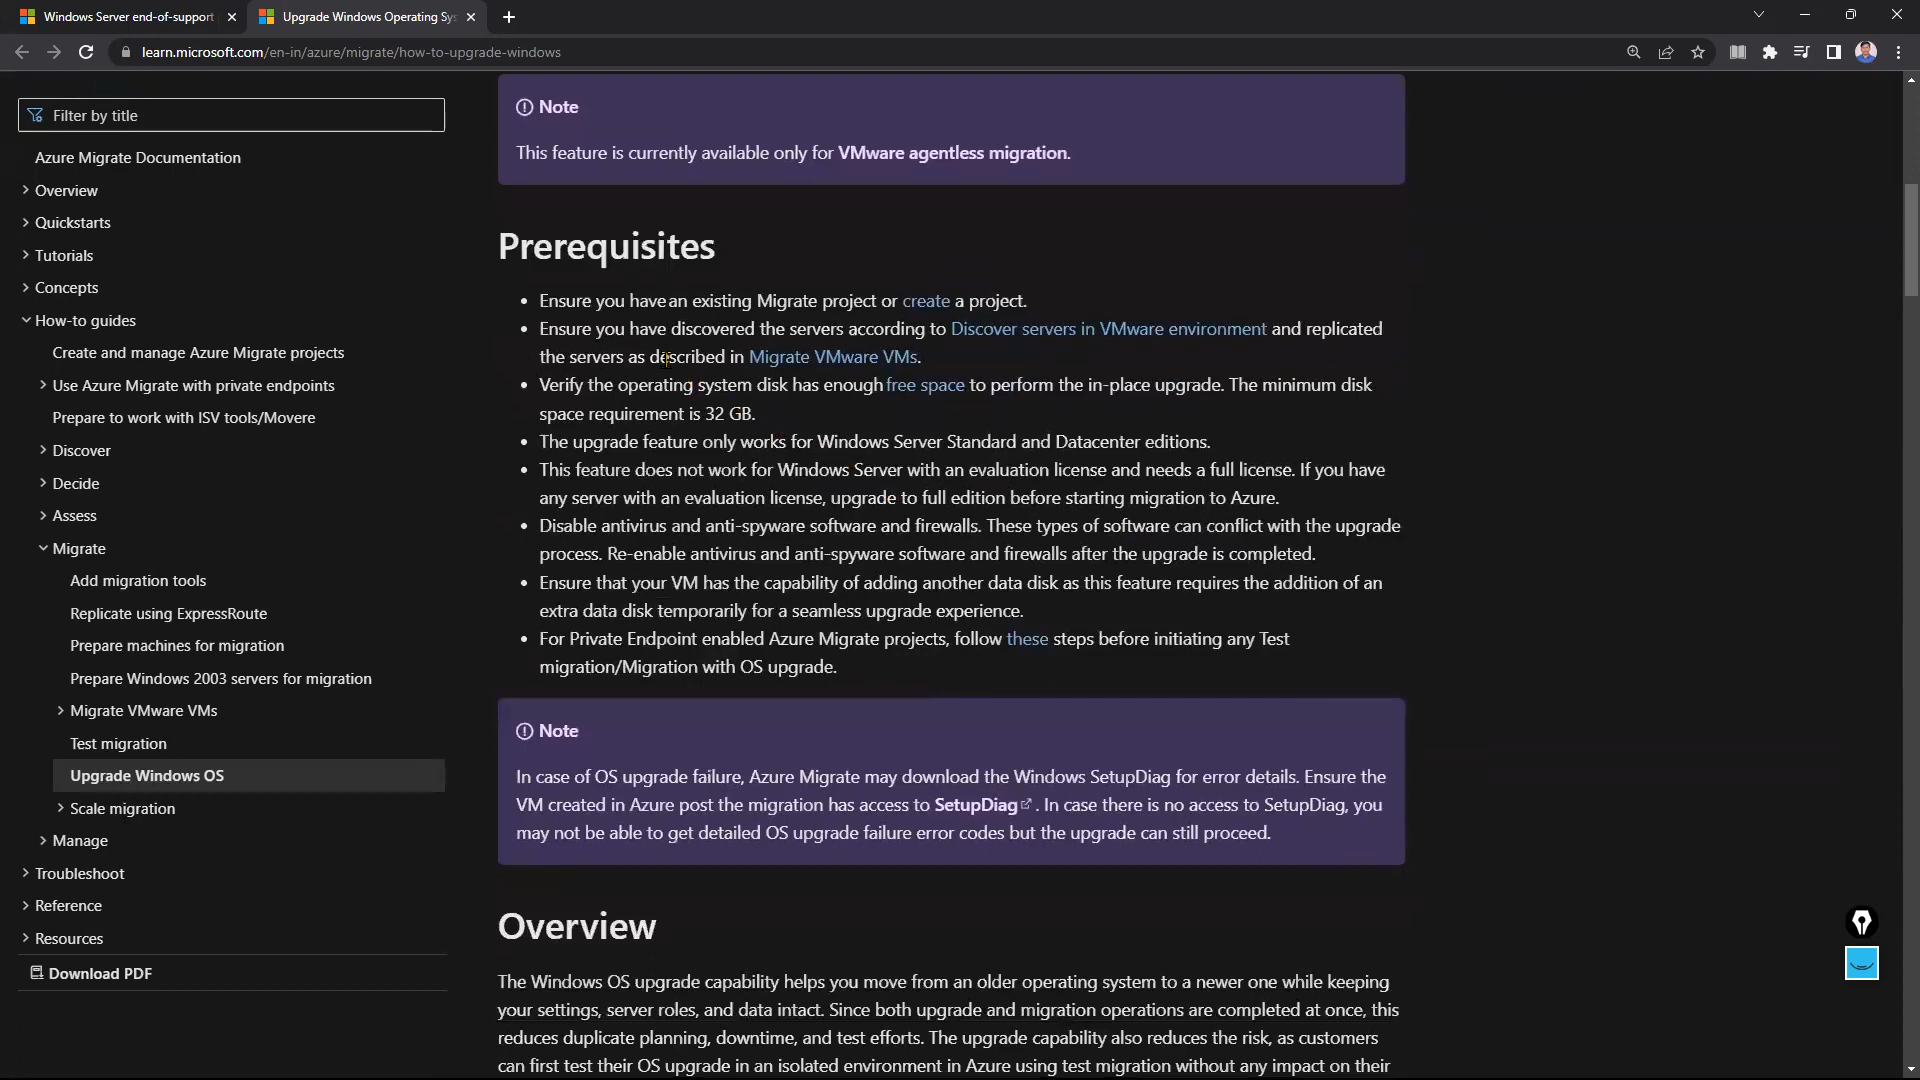 Windows Server end-of-support
Upgrade Windows Operating Sys
learn.microsoft.com/en-in/azure/migrate/how-to-upgrade-windows
Filter by title
Azure Migrate Documentation
Overview
Quickstarts
Tutorials
Concepts
How-to guides
Create and manage Azure Migrate projects
Use Azure Migrate with private endpoints
Prepare to work with ISV tools/Movere
Discover
Decide
Assess
Migrate
Add migration tools
Replicate using ExpressRoute
Prepare machines for migration
Prepare Windows 2003 servers for migration
Migrate VMware VMs
Test migration
Upgrade Windows OS
Scale migration
Manage
Troubleshoot
Reference
Resources
Download PDF
Note
This feature is currently available only for VMware agentless migration.
Prerequisites
• Ensure you have an existing Migrate project or create a project.
• Ensure you have discovered the servers according to Discover servers in VMware environment and replicated
the servers as described in Migrate VMware VMs.
• Verify the operating system disk has enough free space to perform the in-place upgrade. The minimum disk
space requirement is 32 GB.
• The upgrade feature only works for Windows Server Standard and Datacenter editions.
• This feature does not work for Windows Server with an evaluation license and needs a full license. If you have
any server with an evaluation license, upgrade to full edition before starting migration to Azure.
• Disable antivirus and anti-spyware software and firewalls. These types of software can conflict with the upgrade
process. Re-enable antivirus and anti-spyware software and firewalls after the upgrade is completed.
• Ensure that your VM has the capability of adding another data disk as this feature requires the addition of an
extra data disk temporarily for a seamless upgrade experience.
• For Private Endpoint enabled Azure Migrate projects, follow these steps before initiating any Test
migration/Migration with OS upgrade.
Note
In case of OS upgrade failure, Azure Migrate may download the Windows SetupDiag for error details. Ensure the
VM created in Azure post the migration has access to SetupDiag . In case there is no access to SetupDiag, you
may not be able to get detailed OS upgrade failure error codes but the upgrade can still proceed.
Overview
The Windows OS upgrade capability helps you move from an older operating system to a newer one while keeping
your settings, server roles, and data intact. Since both upgrade and migration operations are completed at once, this
reduces duplicate planning, downtime, and test efforts. The upgrade capability also reduces the risk, as customers
can first test their OS upgrade in an isolated environment in Azure using test migration without any impact on their